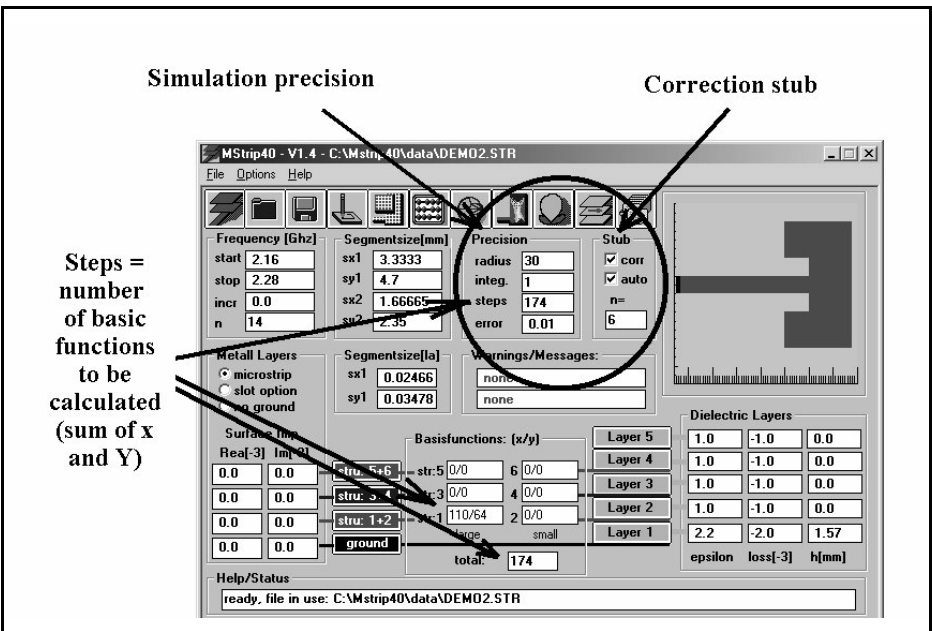 Simulation precision
Correction stub
MStrip40 - V1.4 - C:\Mstrip40\data\DEMO2.STR
File Options Help
Steps =
number
of basic
functions
to be
calculated
(sum of x
and Y)
Frequency [Ghz]
start 2.16
stop 2.28
incr 0.0
n 14
Segmentsize[mm]
sx1 3.3333
sy1 4.7
sx2 1.66665
sy2 2.35
Precision
radius 30
integ. 1
steps 174
error 0.01
Stub
corr
auto
n=
6
Metall Layers
microstrip
slot option
no ground
Segmentsize[la]
sx1 0.02466
sy1 0.03478
Warnings/Messages:
none
none
Surface Imp
Rea[-3] Im[-3]
0.0 0.0
0.0 0.0
0.0 0.0
0.0 0.0
stru: 5+6
stru: 3+4
stru: 1+2
ground
Basisfunctions: (x/y)
str:5 0/0 6 0/0
str:3 0/0 4 0/0
str:1 110/64 2 0/0
large small
total: 174
Layer 5
Layer 4
Layer 3
Layer 2
Layer 1
Dielectric Layers
1.0 -1.0 0.0
1.0 -1.0 0.0
1.0 -1.0 0.0
1.0 -1.0 0.0
2.2 -2.0 1.57
epsilon loss[-3] h[mm]
Help/Status
ready, file in use: C:\Mstrip40\data\DEMO2.STR